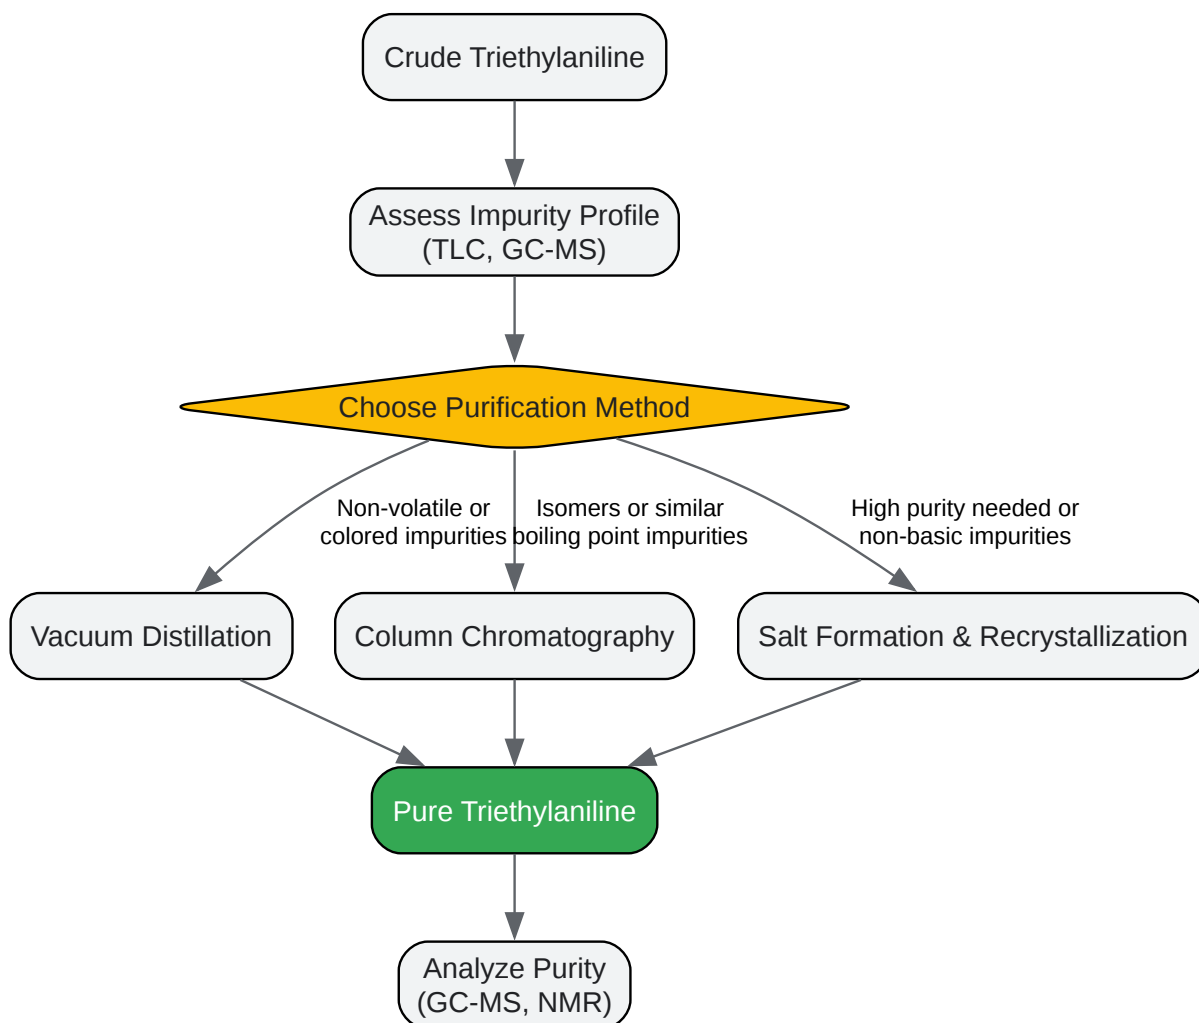 Crude Triethylaniline
Assess Impurity Profile
(TLC, GC-MS)
Choose Purification Method
Non-volatile or
colored impurities
Isomers or similar
boiling point impurities
High purity needed or
non-basic impurities
Vacuum Distillation
Column Chromatography
Salt Formation & Recrystallization
Pure Triethylaniline
Analyze Purity
(GC-MS, NMR)